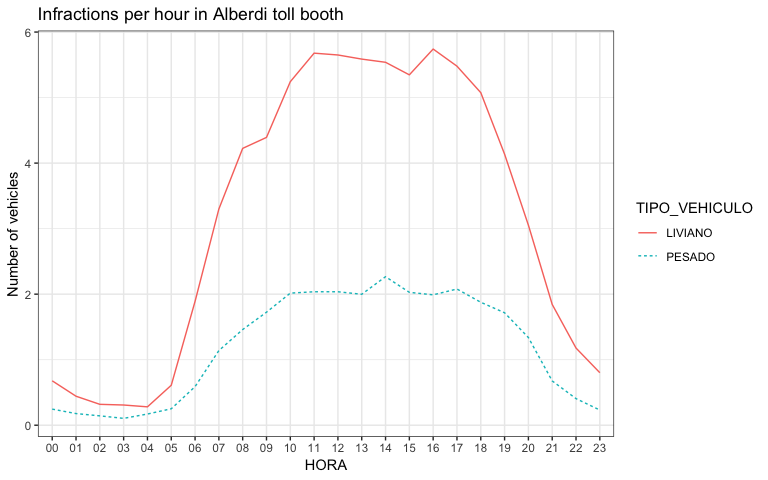 Infractions per hour in Alberdi toll booth
6
4
2
0
Number of vehicles
00 01 02 03 04 05 06 07 08 09 10 11 12 13 14 15 16 17 18 19 20 21 22 23
HORA
TIPO_VEHICULO
LIVIANO
PESADO